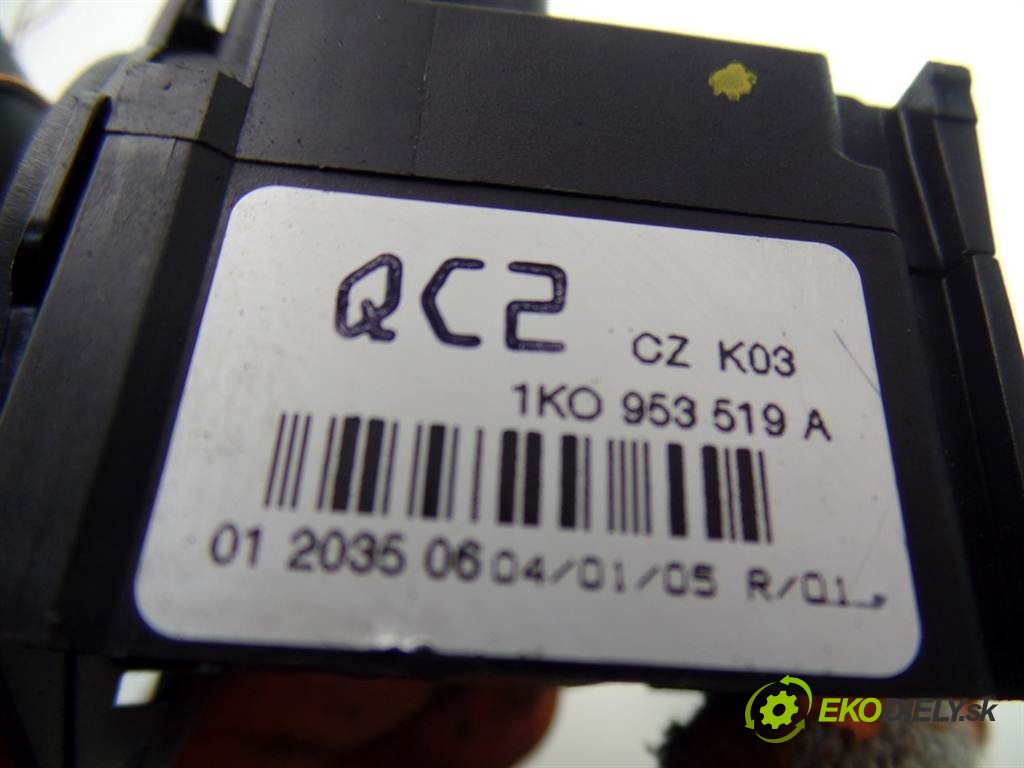 QC2
CZ K03
1K0 953 519 A
01 2035 06 04/01/05 R/01
EKODIELY.sk